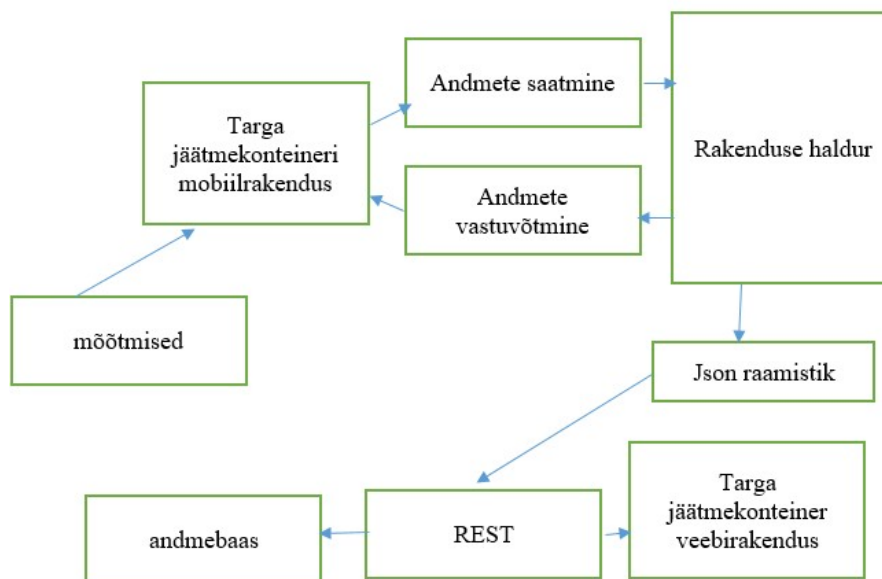 Andmete saatmine
Targa
jäätmekonteineri
mobiilrakendus
Rakenduse haldur
Andmete
vastuvõtmine
mõõtmised
Json raamistik
Targa
jäätmekonteiner
veebirakendus
REST
andmebaas